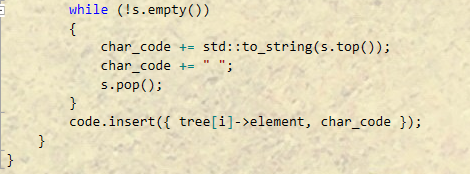 while (!s.empty())
{
char_code += std::to_string(s.top());
char_code += " ";
s.pop();
}
code.insert({ tree[i]->element, char_code });
}
}